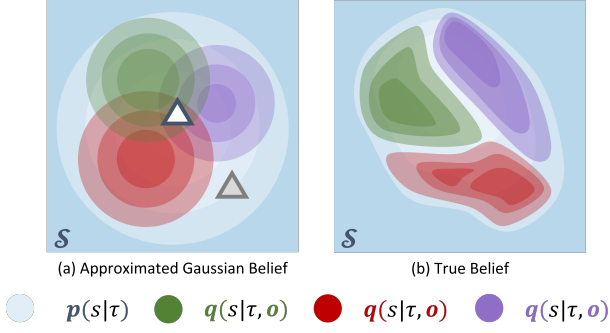 𝓢
𝓢
(a) Approximated Gaussian Belief
(b) True Belief
p(s|τ) q(s|τ, o) q(s|τ, o) q(s|τ, o)